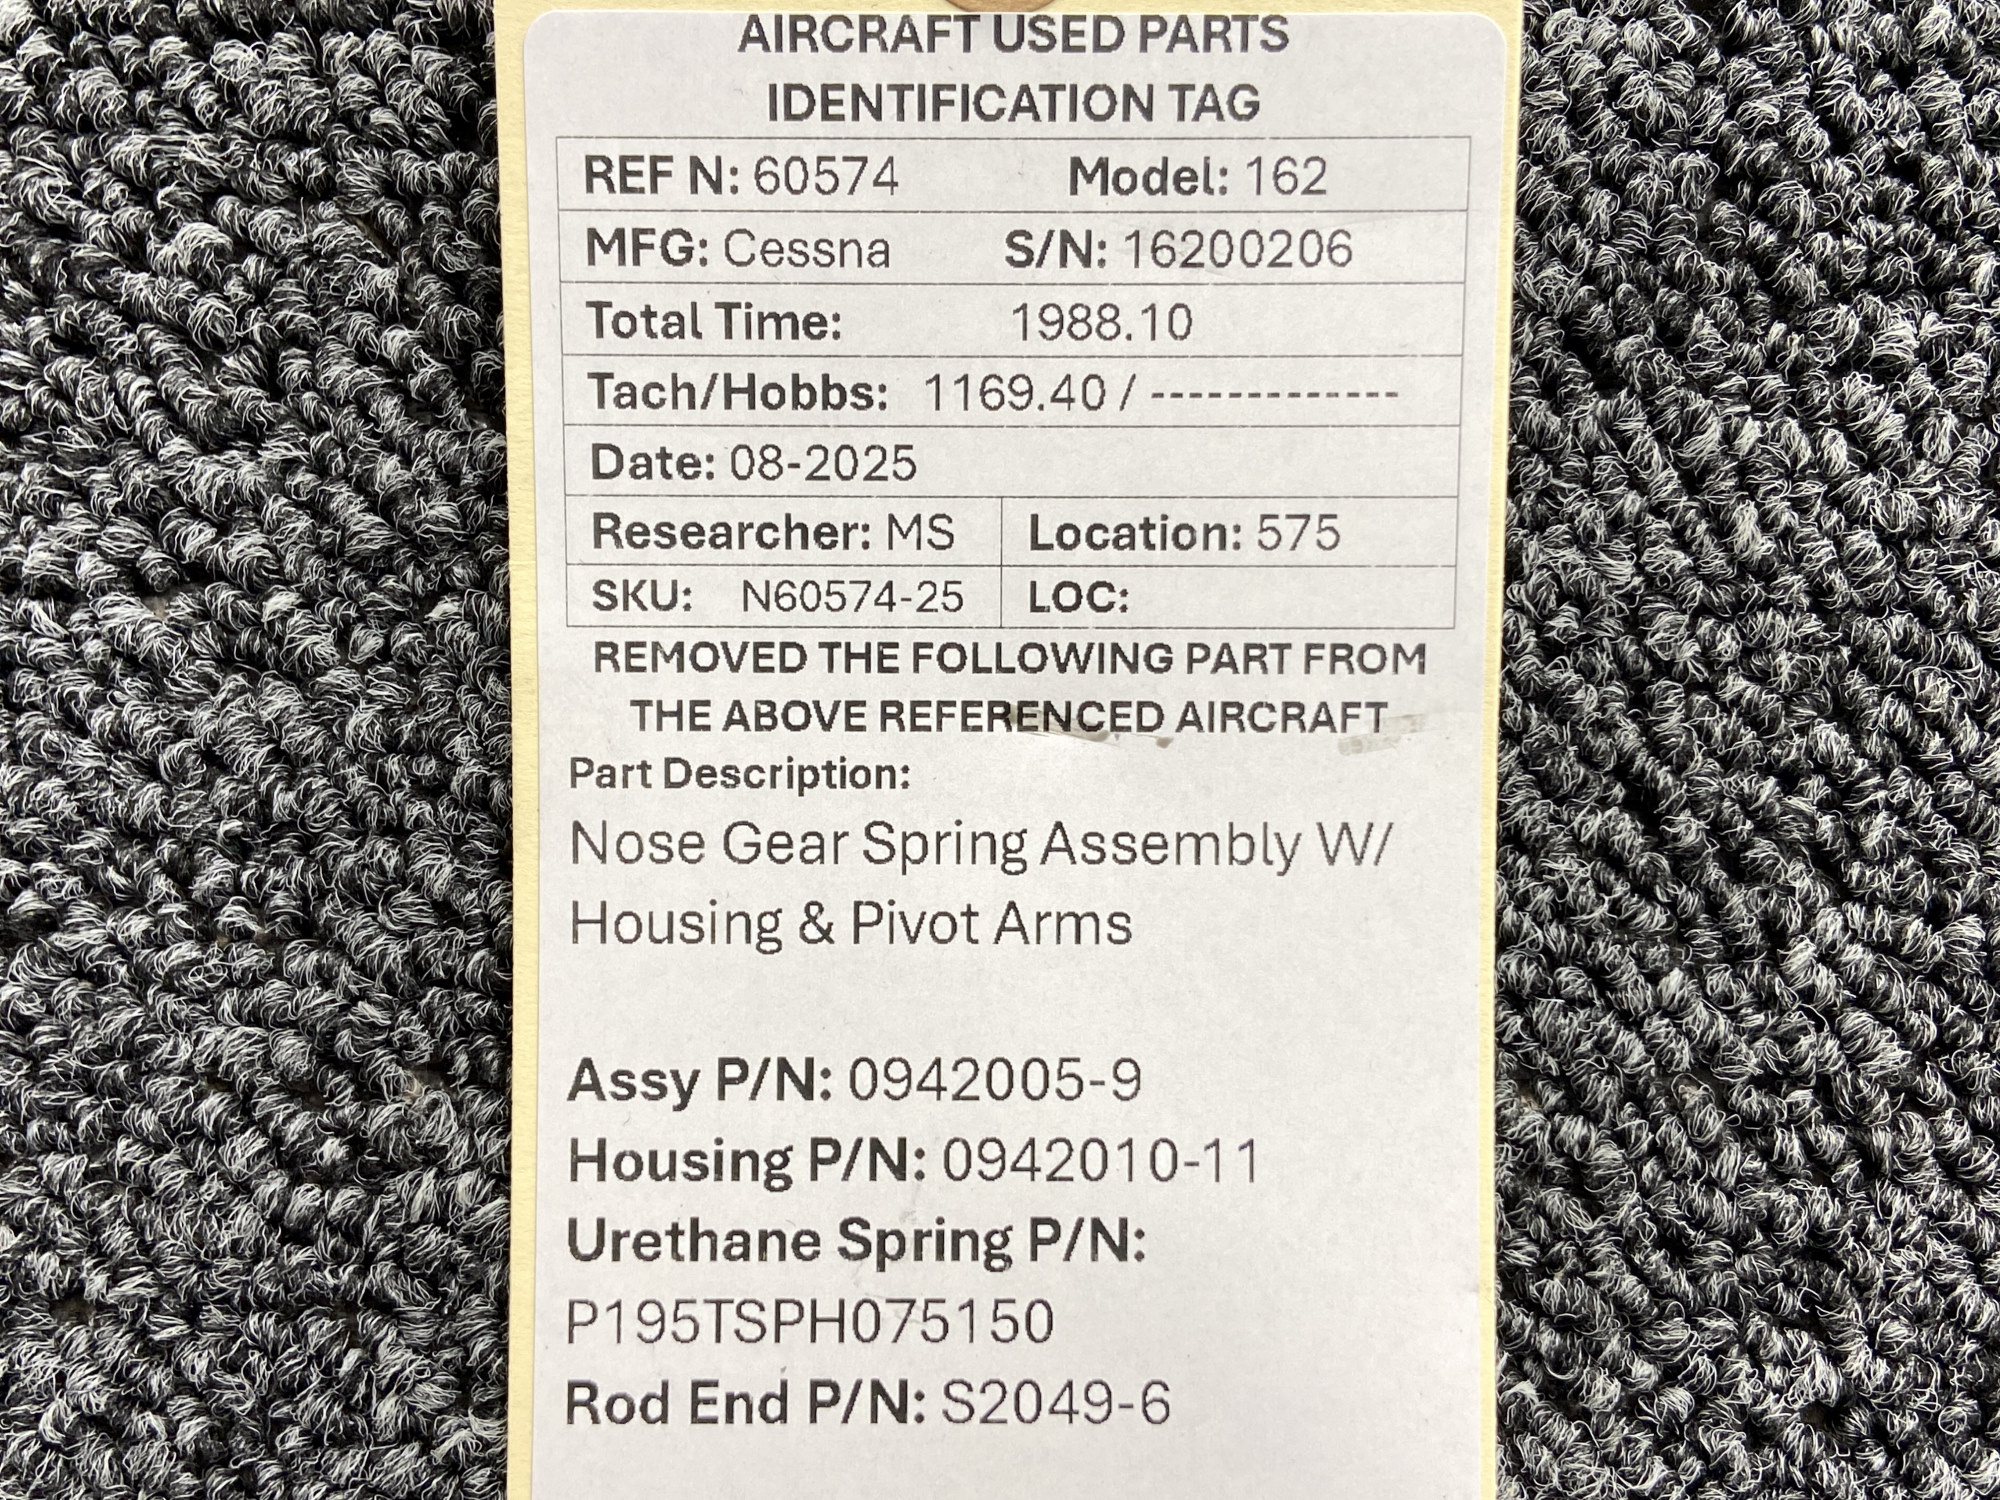 AIRCRAFT USED PARTS
IDENTIFICATION TAG
REF N: 60574 Model: 162
MFG: Cessna S/N: 16200206
Total Time: 1988.10
Tach/Hobbs: 1169.40 / -------------
Date: 08-2025
Researcher: MS Location: 575
SKU: N60574-25 LOC:
REMOVED THE FOLLOWING PART FROM
THE ABOVE REFERENCED AIRCRAFT
Part Description:
Nose Gear Spring Assembly W/
Housing & Pivot Arms
Assy P/N: 0942005-9
Housing P/N: 0942010-11
Urethane Spring P/N:
P195TSPH075150
Rod End P/N: S2049-6